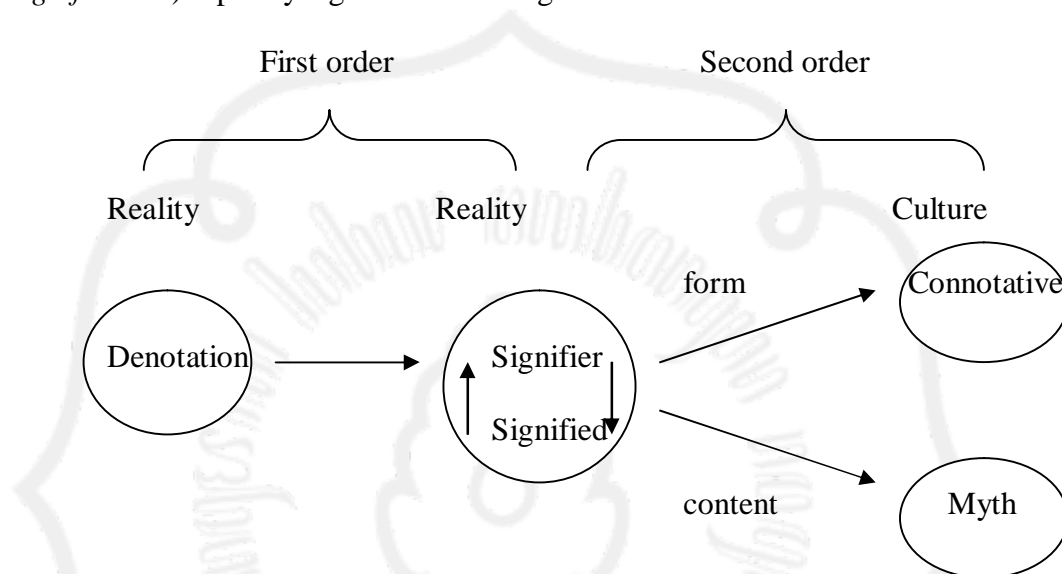 First order Second order
Reality Reality Culture
form Connotative
Denotation Signifier
Signified
content Myth